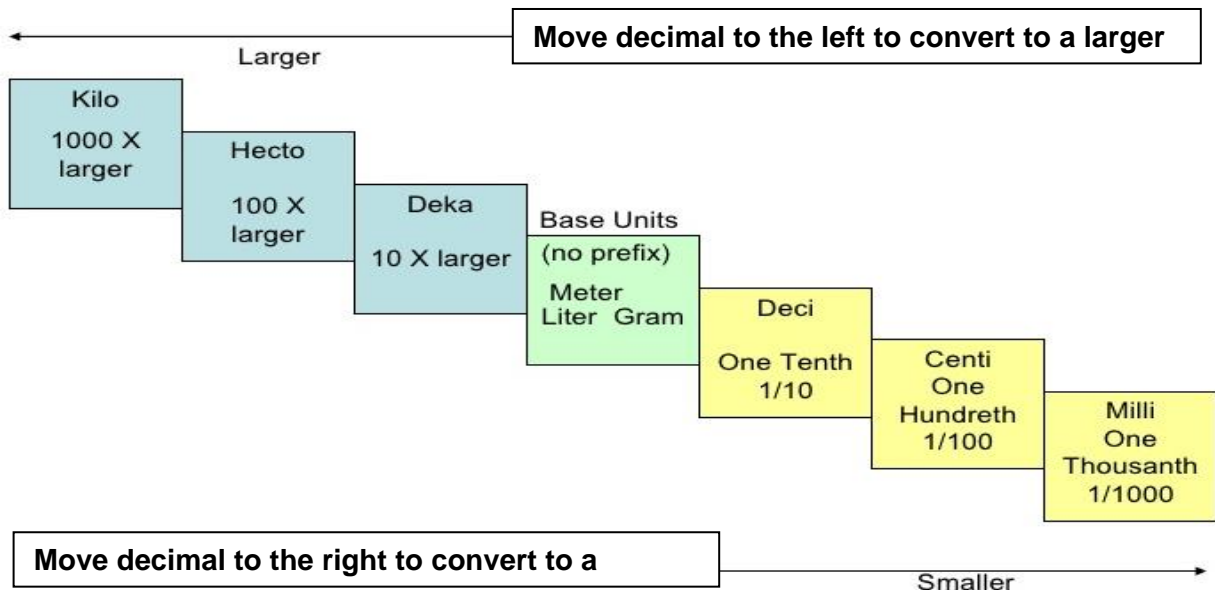 Move decimal to the left to convert to a larger
Larger
Kilo
1000 X
larger
Hecto
100 X
larger
Deka
10 X larger
Base Units
(no prefix)
Meter
Liter Gram
Deci
One Tenth
1/10
Centi
One
Hundreth
1/100
Milli
One
Thousanth
1/1000
Move decimal to the right to convert to a
Smaller